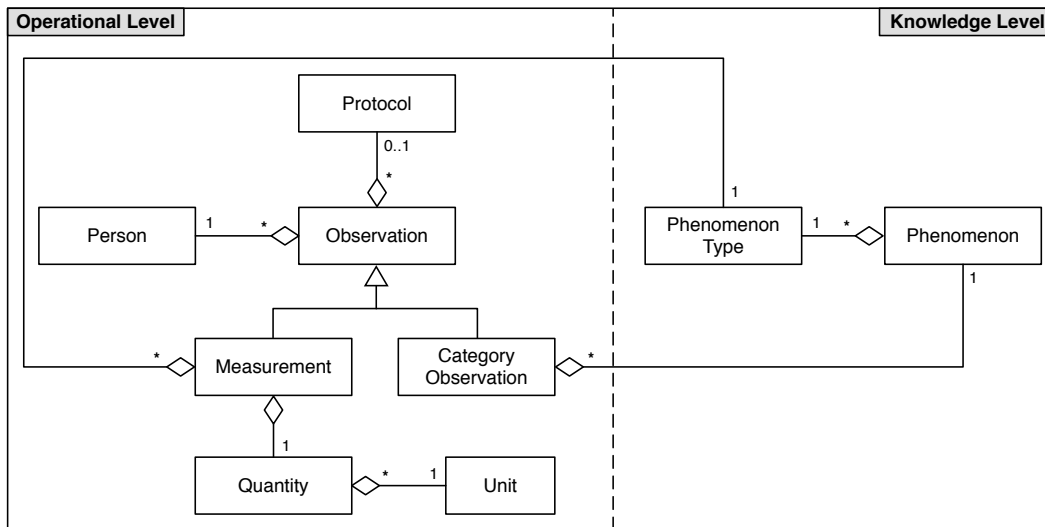 Operational Level
Knowledge Level
Protocol
0..1
*
1
Person
1
*
Observation
Phenomenon
Type
1
*
Phenomenon
1
*
Measurement
Category
Observation
*
1
Quantity
*
1
Unit